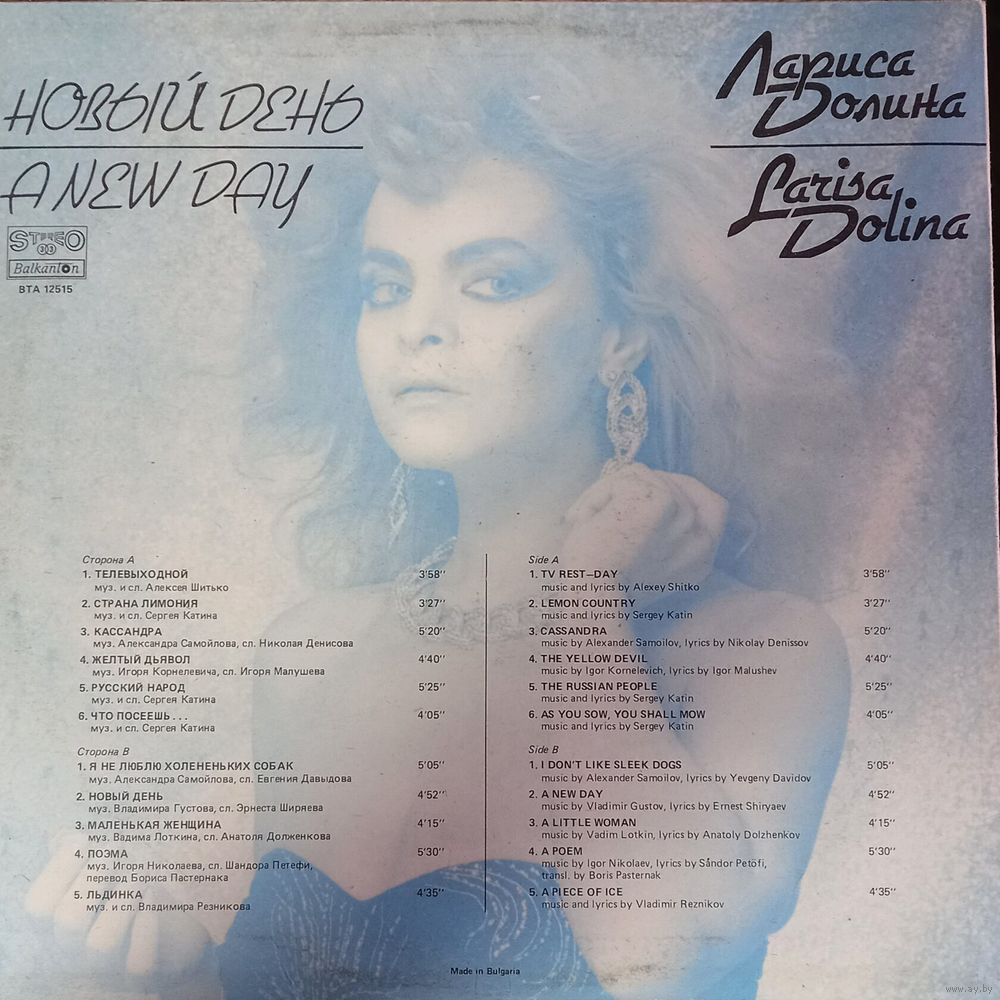 НОВЫЙ ДЕНЬ
A NEW DAY
Лариса
Долина
Larisa
Dolina
STEREO
33
Balkanton
BTA 12515
Сторона А
1. ТЕЛЕВЫХОДНОЙ 3'58''
муз. и сл. Алексея Шитько
2. СТРАНА ЛИМОНИЯ 3'27''
муз. и сл. Сергея Катина
3. КАССАНДРА 5'20''
муз. Александра Самойлова, сл. Николая Денисова
4. ЖЕЛТЫЙ ДЬЯВОЛ 4'40''
муз. Игоря Корнелевича, сл. Игоря Малушева
5. РУССКИЙ НАРОД 5'25''
муз. и сл. Сергея Катина
6. ЧТО ПОСЕЕШЬ . . . 4'05''
муз. и сл. Сергея Катина
Сторона В
1. Я НЕ ЛЮБЛЮ ХОЛЕНЕНЬКИХ СОБАК 5'05''
муз. Александра Самойлова, сл. Евгения Давыдова
2. НОВЫЙ ДЕНЬ 4'52''
муз. Владимира Густова, сл. Эрнеста Ширяева
3. МАЛЕНЬКАЯ ЖЕНЩИНА 4'15''
муз. Вадима Лоткина, сл. Анатоля Долженкова
4. ПОЭМА 5'30''
муз. Игоря Николаева, сл. Шандора Петефи,
перевод Бориса Пастернака
5. ЛЬДИНКА 4'35''
муз. и сл. Владимира Резникова
Side A
1. TV REST—DAY 3'58''
music and lyrics by Alexey Shitko
2. LEMON COUNTRY 3'27''
music and lyrics by Sergey Katin
3. CASSANDRA 5'20''
music by Alexander Samoilov, lyrics by Nikolay Denissov
4. THE YELLOW DEVIL 4'40''
music by Igor Kornelevich, lyrics by Igor Malushev
5. THE RUSSIAN PEOPLE 5'25''
music and lyrics by Sergey Katin
6. AS YOU SOW, YOU SHALL MOW 4'05''
music and lyrics by Sergey Katin
Side B
1. I DON'T LIKE SLEEK DOGS 5'05''
music by Alexander Samoilov, lyrics by Yevgeny Davidov
2. A NEW DAY 4'52''
music by Vladimir Gustov, lyrics by Ernest Shiryaev
3. A LITTLE WOMAN 4'15''
music by Vadim Lotkin, lyrics by Anatoly Dolzhenkov
4. A POEM 5'30''
music by Igor Nikolaev, lyrics by Såndor Petöfi,
transl. by Boris Pasternak
5. A PIECE OF ICE 4'35''
music and lyrics by Vladimir Reznikov
Made in Bulgaria
www.ay.by